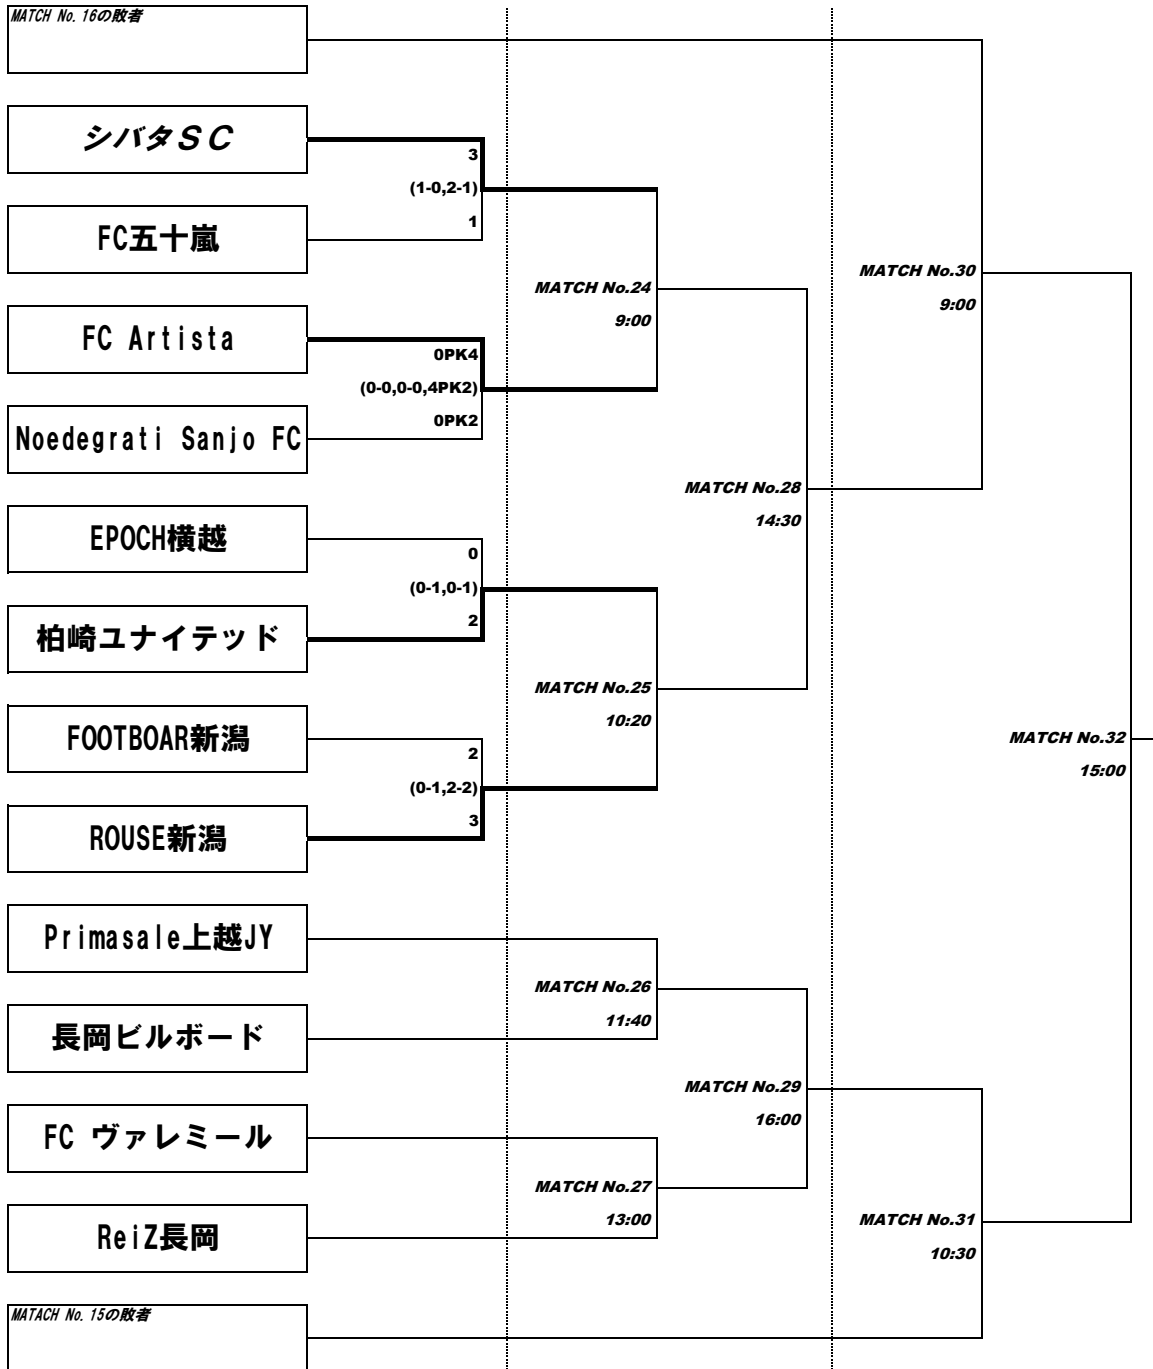 MATCH No.16の敗者
シバタＳＣ
3
(1-0,2-1)
1
FC五十嵐
MATCH No.24
9:00
MATCH No.30
9:00
FC Artista
0PK4
(0-0,0-0,4PK2)
0PK2
Noedegrati Sanjo FC
MATCH No.28
14:30
EPOCH横越
0
(0-1,0-1)
2
柏崎ユナイテッド
MATCH No.25
10:20
FOOTBOAR新潟
2
(0-1,2-2)
3
ROUSE新潟
MATCH No.32
15:00
Primasale上越JY
MATCH No.26
11:40
長岡ビルボード
MATCH No.29
16:00
FC ヴァレミール
MATCH No.27
13:00
ReiZ長岡
MATCH No.31
10:30
MATACH No.15の敗者